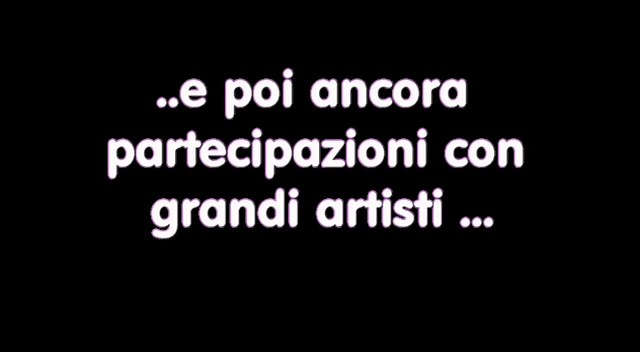 ..e poi ancora
partecipazioni con
grandi artisti ...